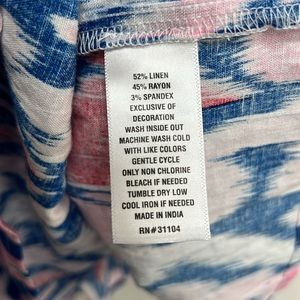 52% LINEN
45% RAYON
3% SPANDEX
EXCLUSIVE OF
DECORATION
WASH INSIDE OUT
MACHINE WASH COLD
WITH LIKE COLORS
GENTLE CYCLE
ONLY NON CHLORINE
BLEACH IF NEEDED
TUMBLE DRY LOW
COOL IRON IF NEEDED
MADE IN INDIA
RN#31104